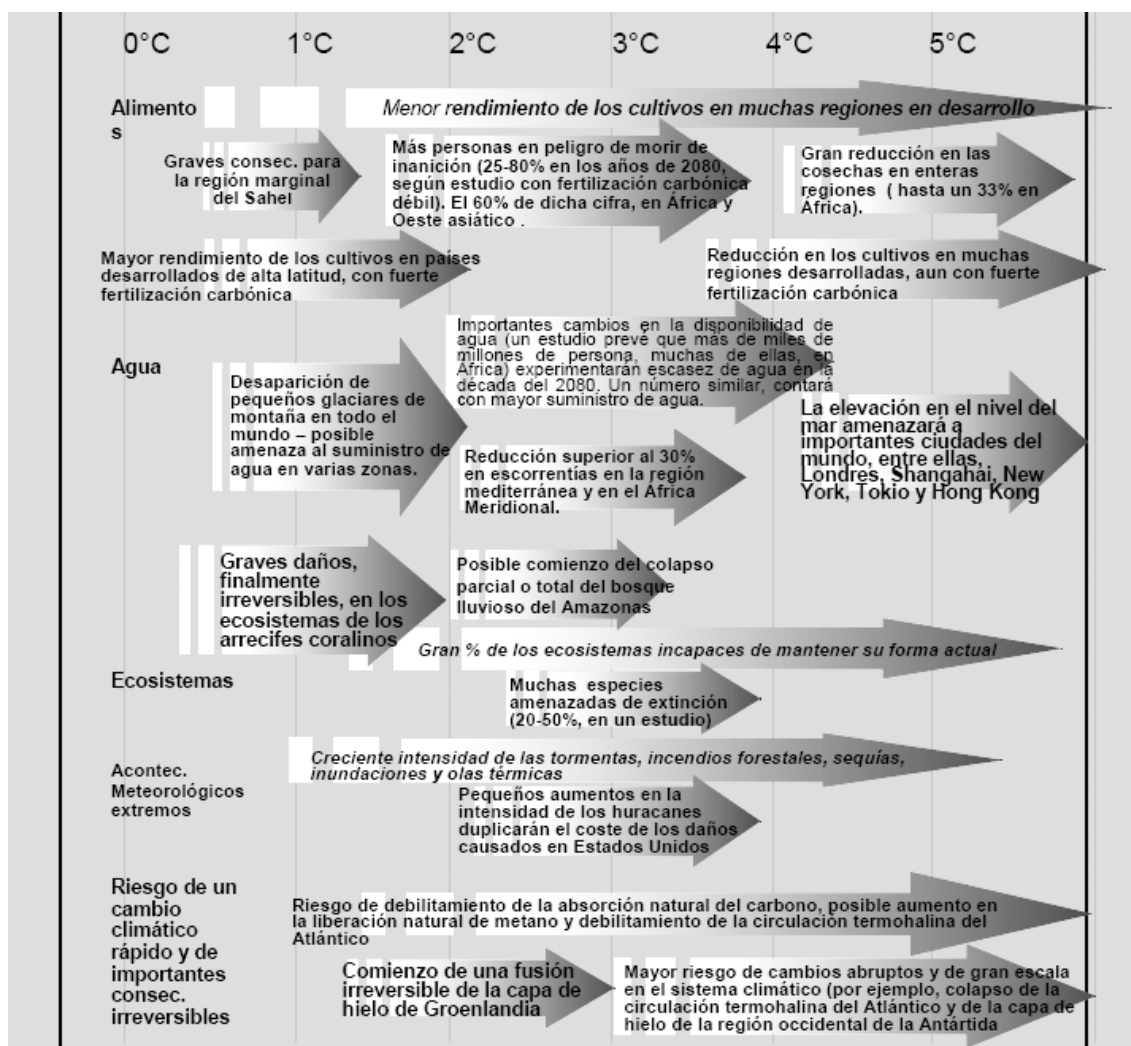 0°C 1°C 2°C 3°C 4°C 5°C
Alimento
s
Menor rendimiento de los cultivos en muchas regiones en desarrollo
Graves consec. para
la región marginal
del Sahel
Más personas en peligro de morir de
inanición (25-80% en los años de 2080,
según estudio con fertilización carbónica
débil). El 60% de dicha cifra, en África y
Oeste asiático .
Gran reducción en las
cosechas en enteras
regiones ( hasta un 33% en
África).
Mayor rendimiento de los cultivos en países
desarrollados de alta latitud, con fuerte
fertilización carbónica
Reducción en los cultivos en muchas
regiones desarrolladas, aun con fuerte
fertilización carbónica
Agua
Desaparición de
pequeños glaciares de
montaña en todo el
mundo – posible
amenaza al suministro de
agua en varias zonas.
Importantes cambios en la disponibilidad de
agua (un estudio prevé que más de miles de
millones de persona, muchas de ellas, en
África) experimentarán escasez de agua en la
década del 2080. Un número similar, contará
con mayor suministro de agua.
Reducción superior al 30%
en escorrentías en la región
mediterránea y en el África
Meridional.
La elevación en el nivel del
mar amenazará a
importantes ciudades del
mundo, entre ellas,
Londres, Shangahai, New
York, Tokio y Hong Kong
Graves daños,
finalmente
irreversibles, en los
ecosistemas de los
arrecifes coralinos
Posible comienzo del colapso
parcial o total del bosque
lluvioso del Amazonas
Gran % de los ecosistemas incapaces de mantener su forma actual
Ecosistemas
Muchas especies
amenazadas de extinción
(20-50%, en un estudio)
Acontec.
Meteorológicos
extremos
Creciente intensidad de las tormentas, incendios forestales, sequías,
inundaciones y olas térmicas
Pequeños aumentos en la
intensidad de los huracanes
duplicarán el coste de los daños
causados en Estados Unidos
Riesgo de un
cambio
climático
rápido y de
importantes
consec.
irreversibles
Riesgo de debilitamiento de la absorción natural del carbono, posible aumento en
la liberación natural de metano y debilitamiento de la circulación termohalina del
Atlántico
Comienzo de una fusión
irreversible de la capa de
hielo de Groenlandia
Mayor riesgo de cambios abruptos y de gran escala
en el sistema climático (por ejemplo, colapso de la
circulación termohalina del Atlántico y de la capa de
hielo de la región occidental de la Antártida